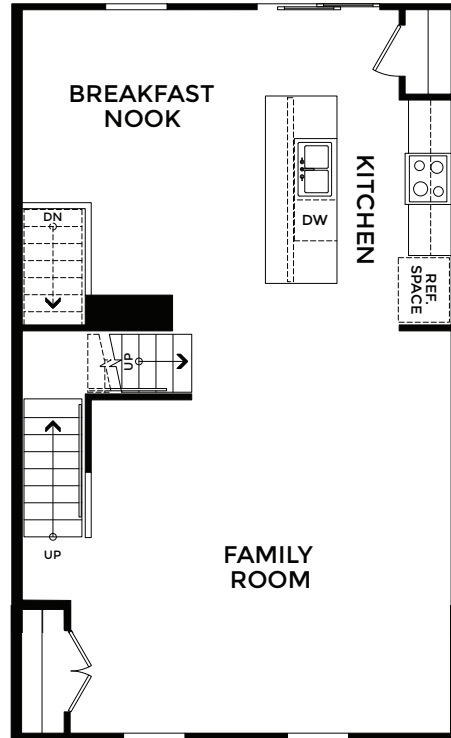 BREAKFAST
NOOK
KITCHEN
DN
DW
REF.
SPACE
UP
UP
FAMILY
ROOM